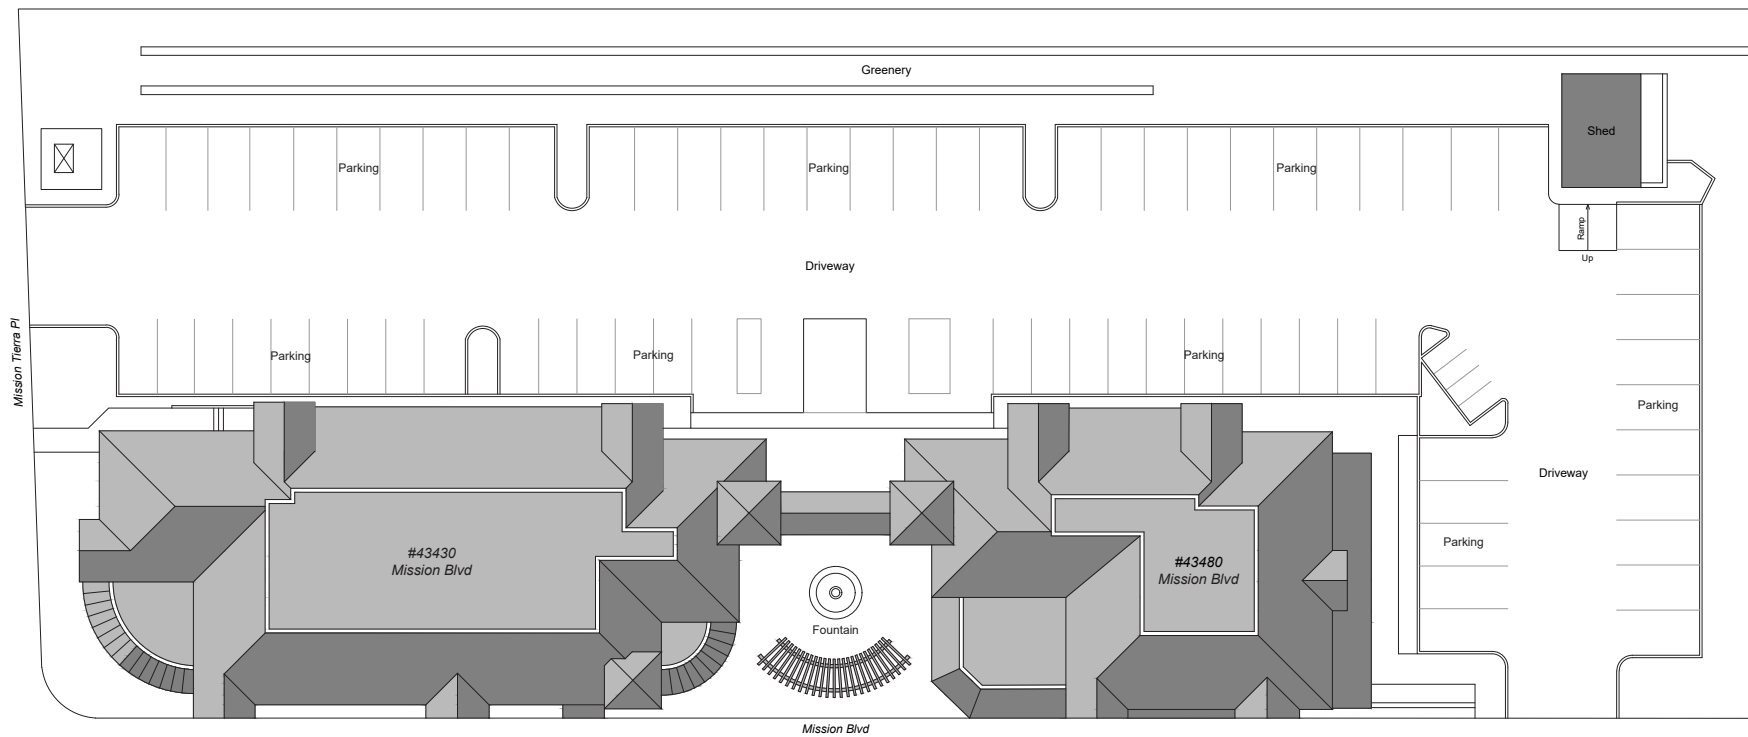 Greenery
Shed
Parking
Parking
Parking
Ramp
Up
Driveway
Mission Tierra Pl
Parking
Parking
Parking
Parking
Driveway
Parking
#43430
Mission Blvd
#43480
Mission Blvd
Fountain
Mission Blvd